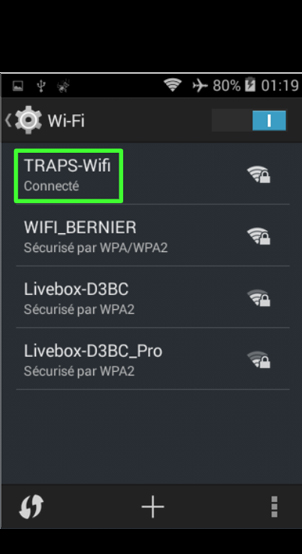 80% 01:19
Wi-Fi
TRAPS-Wifi
Connecté
WIFI_BERNIER
Sécurisé par WPA/WPA2
Livebox-D3BC
Sécurisé par WPA2
Livebox-D3BC_Pro
Sécurisé par WPA2